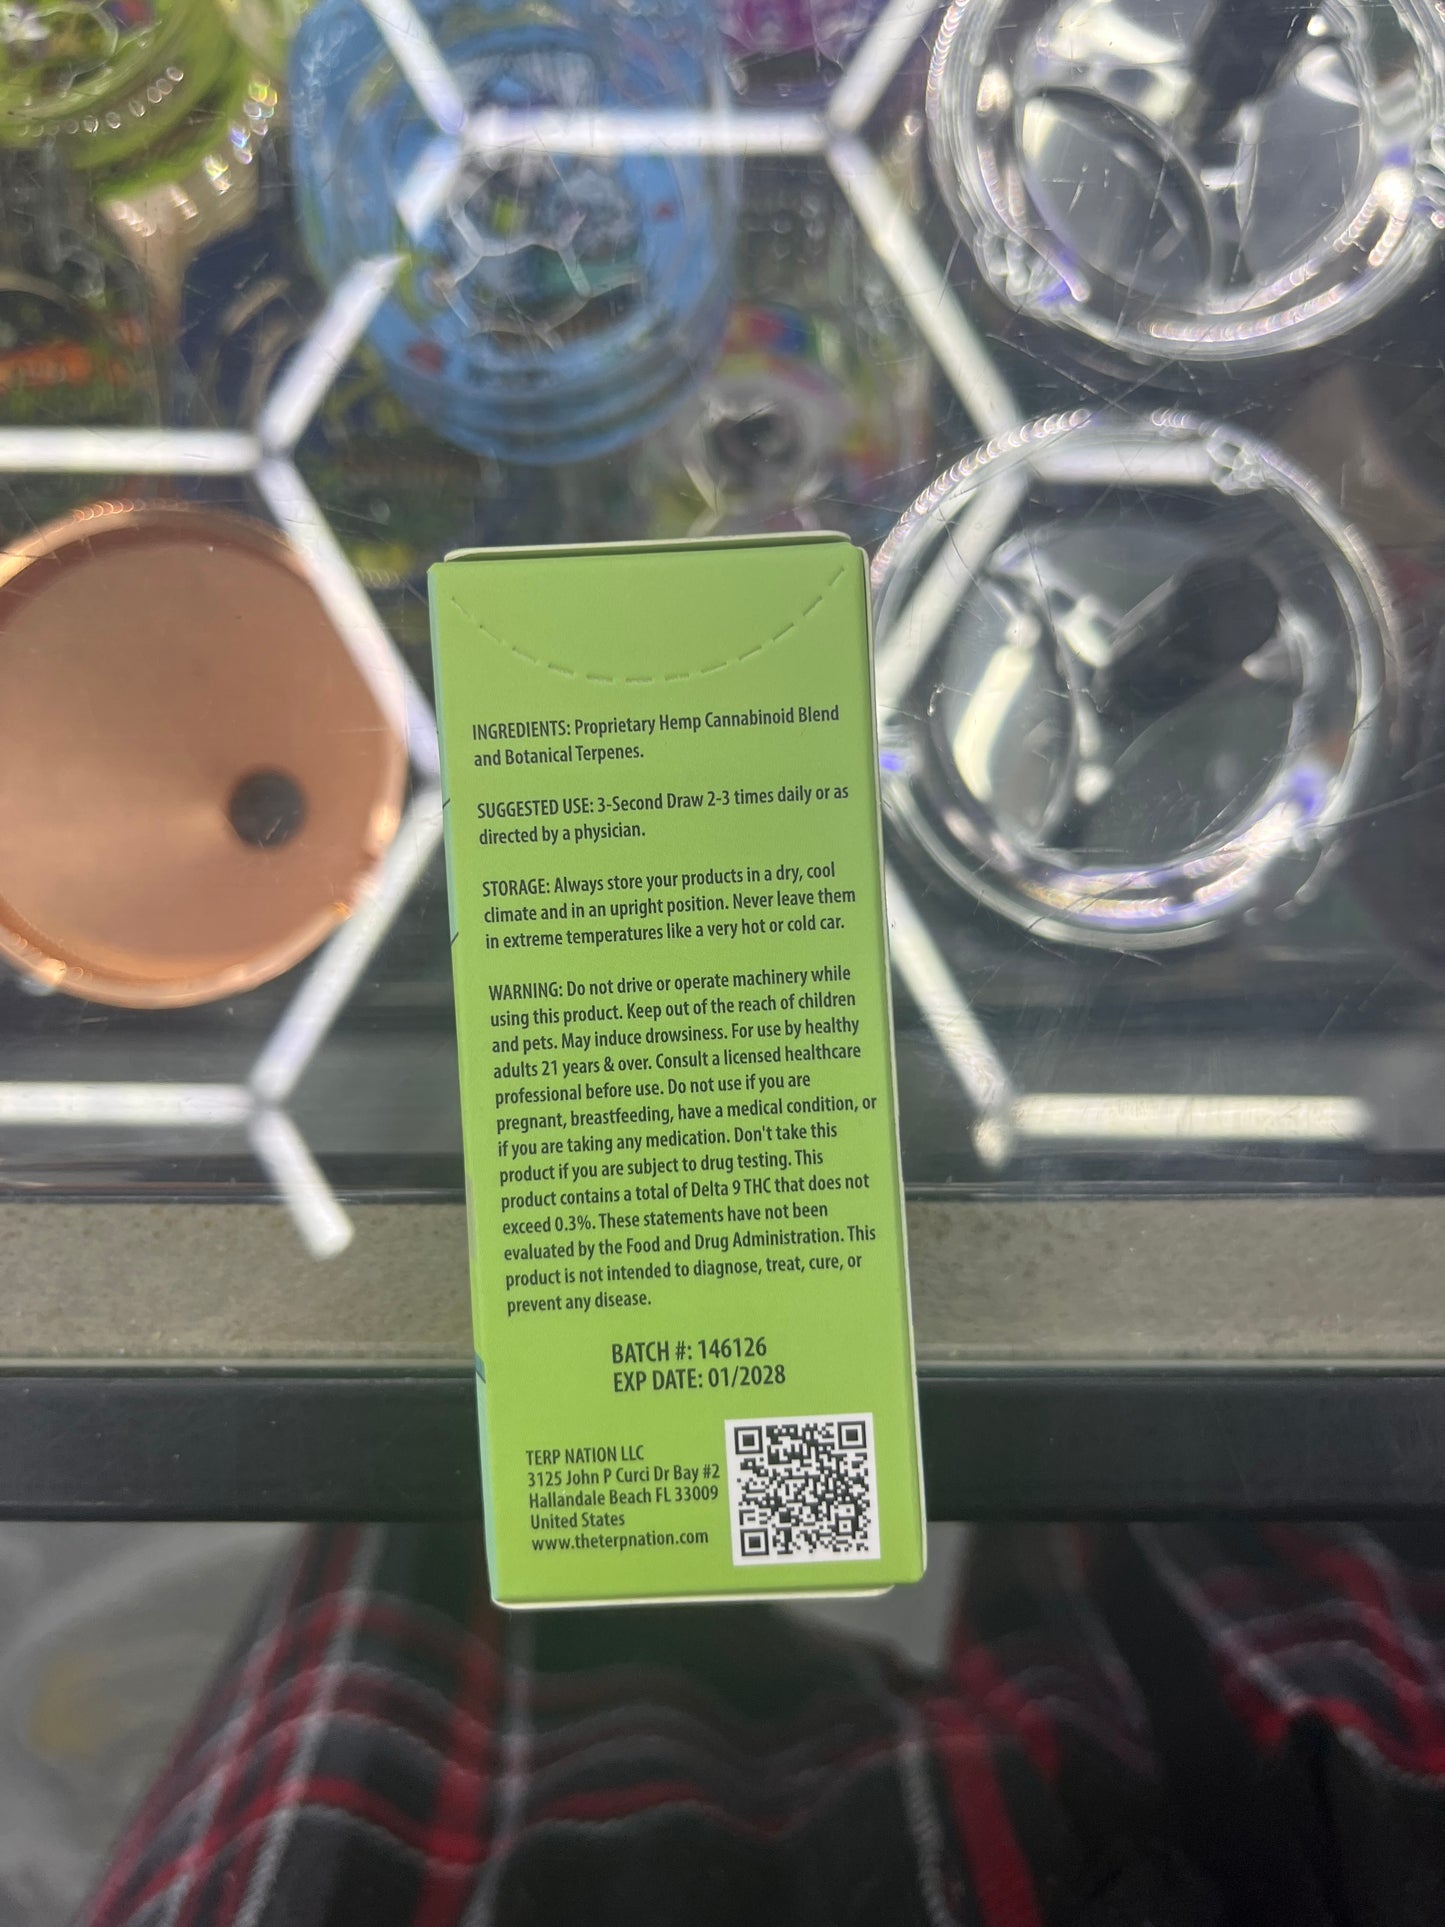 INGREDIENTS: Proprietary Hemp Cannabinoid Blend
and Botanical Terpenes.
SUGGESTED USE: 3-Second Draw 2-3 times daily or as
directed by a physician.
STORAGE: Always store your products in a dry, cool
climate and in an upright position. Never leave them
in extreme temperatures like a very hot or cold car.
WARNING: Do not drive or operate machinery while
using this product. Keep out of the reach of children
and pets. May induce drowsiness. For use by healthy
adults 21 years & over. Consult a licensed healthcare
professional before use. Do not use if you are
pregnant, breastfeeding, have a medical condition, or
if you are taking any medication. Don't take this
product if you are subject to drug testing. This
product contains a total of Delta 9 THC that does not
exceed 0.3%. These statements have not been
evaluated by the Food and Drug Administration. This
product is not intended to diagnose, treat, cure, or
prevent any disease.
BATCH #: 146126
EXP DATE: 01/2028
TERP NATION LLC
3125 John P Curci Dr Bay #2
Hallandale Beach FL 33009
United States
www.theterpnation.com